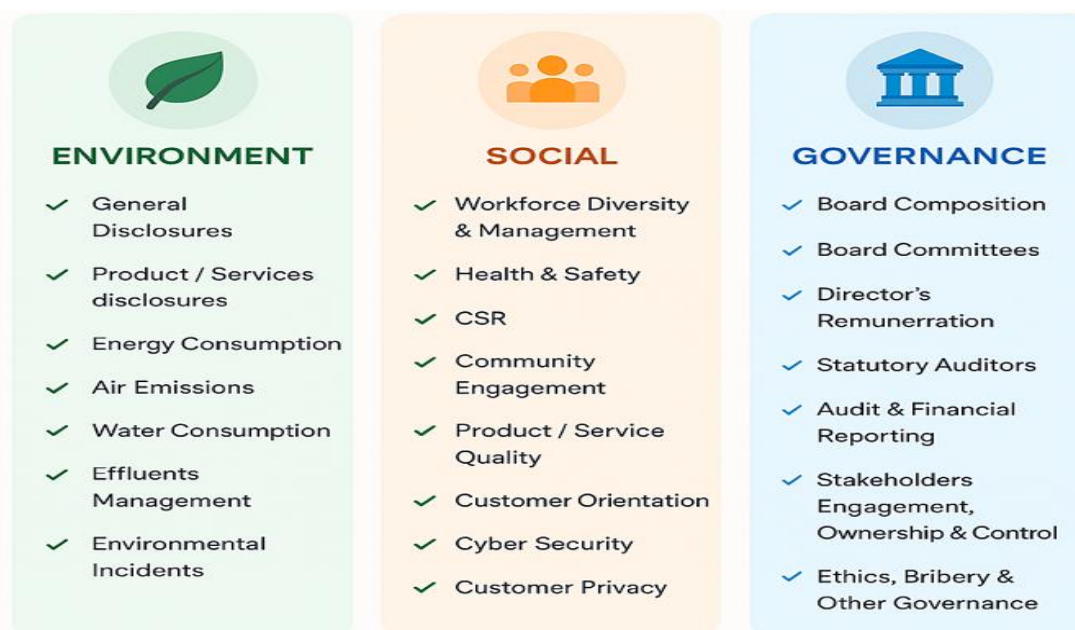 ENVIRONMENT
General
Disclosures
Product / Services
disclosures
Energy Consumption
Air Emissions
Water Consumption
Effluents
Management
Environmental
Incidents
SOCIAL
Workforce Diversity
& Management
Health & Safety
CSR
Community
Engagement
Product / Service
Quality
Customer Orientation
Cyber Security
Customer Privacy
GOVERNANCE
Board Composition
Board Committees
Director's
Remunerration
Statutory Auditors
Audit & Financial
Reporting
Stakeholders
Engagement,
Ownership & Control
Ethics, Bribery &
Other Governance